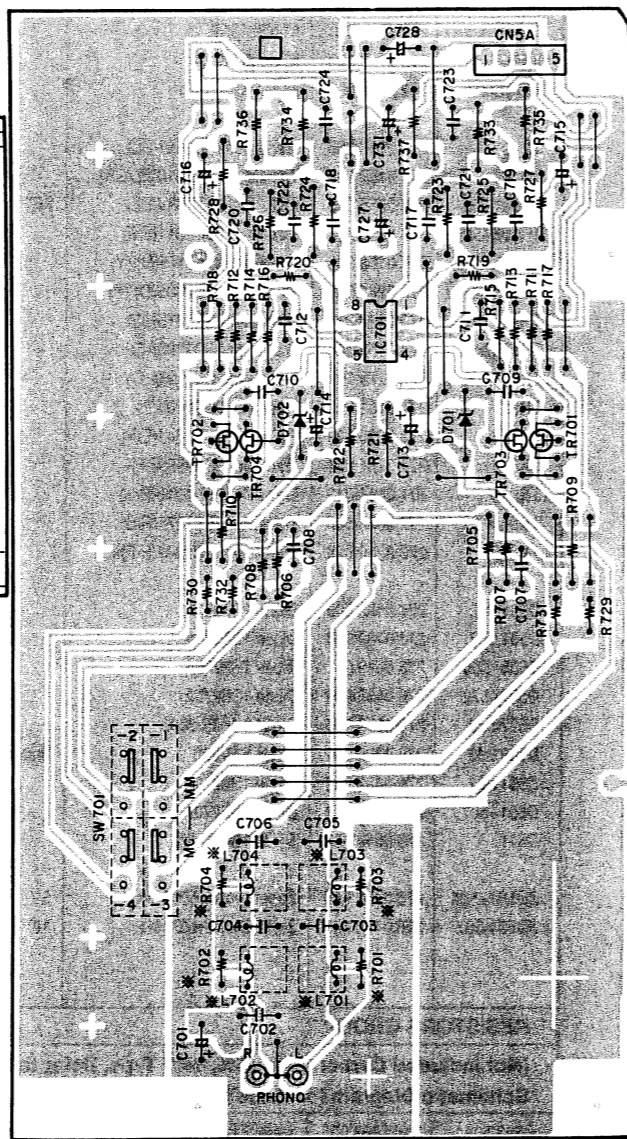 C728
CN5A
1 5
+
C724
C723
R736
R734
C731
+
R737
R733
R735
C715
+
C716
+
R728
C720
R726
C722
R724
C718
C727
+
C717
R723
C721
R725
C719
R727
R720
R719
R718
R712
R714
R716
C712
8
IC701
5 4
C711
R715
R713
R711
R717
C710
C709
TR702
TR704
D702
C714
+
R722
R721
C713
+
D701
TR703
TR701
R710
R709
R730
R732
R708
R706
C708
R705
R707
C707
R731
R729
SW701
-2 -1
MC — MM
-4 -3
C706 C705
※L704 ※L703
※ R704
R703 ※
C704 C703
※ R702
R701 ※
※L702 ※L701
C702
C701
+
R L
PHONO